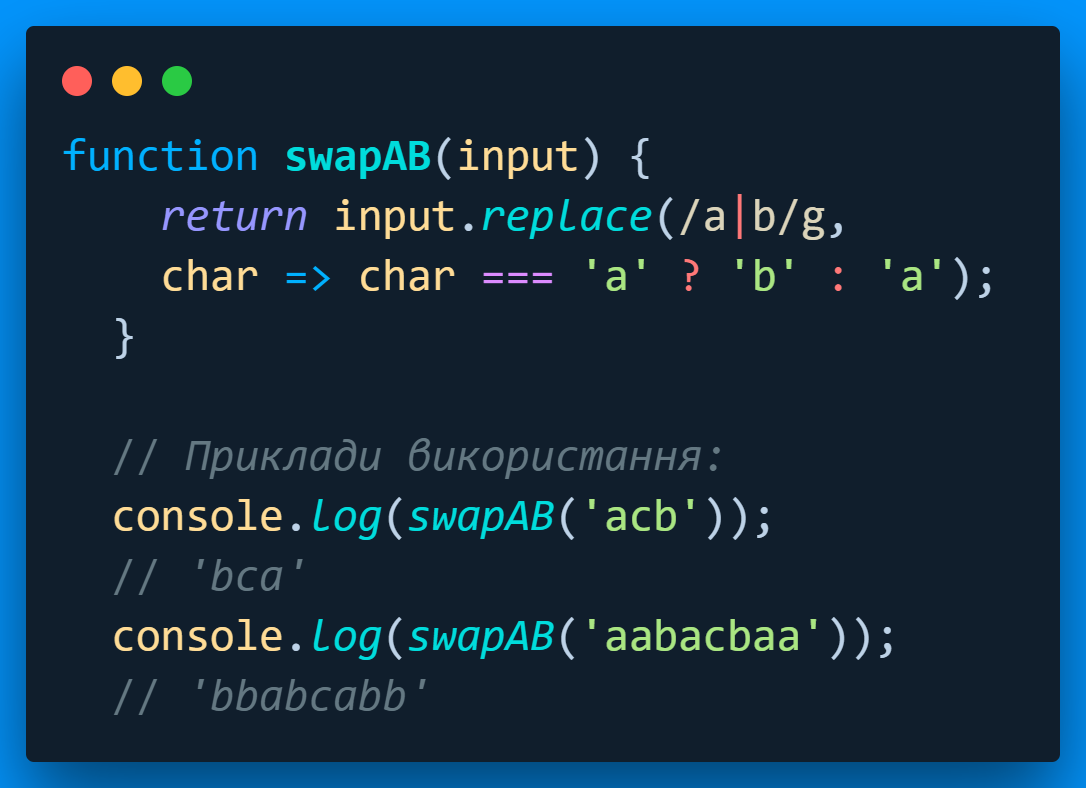 function swapAB(input) {
    return input.replace(/a|b/g,
    char => char === 'a' ? 'b' : 'a');
  }
  // Приклади використання:
  console.log(swapAB('acb'));
  // 'bca'
  console.log(swapAB('aabacbaa'));
  // 'bbabcabb'